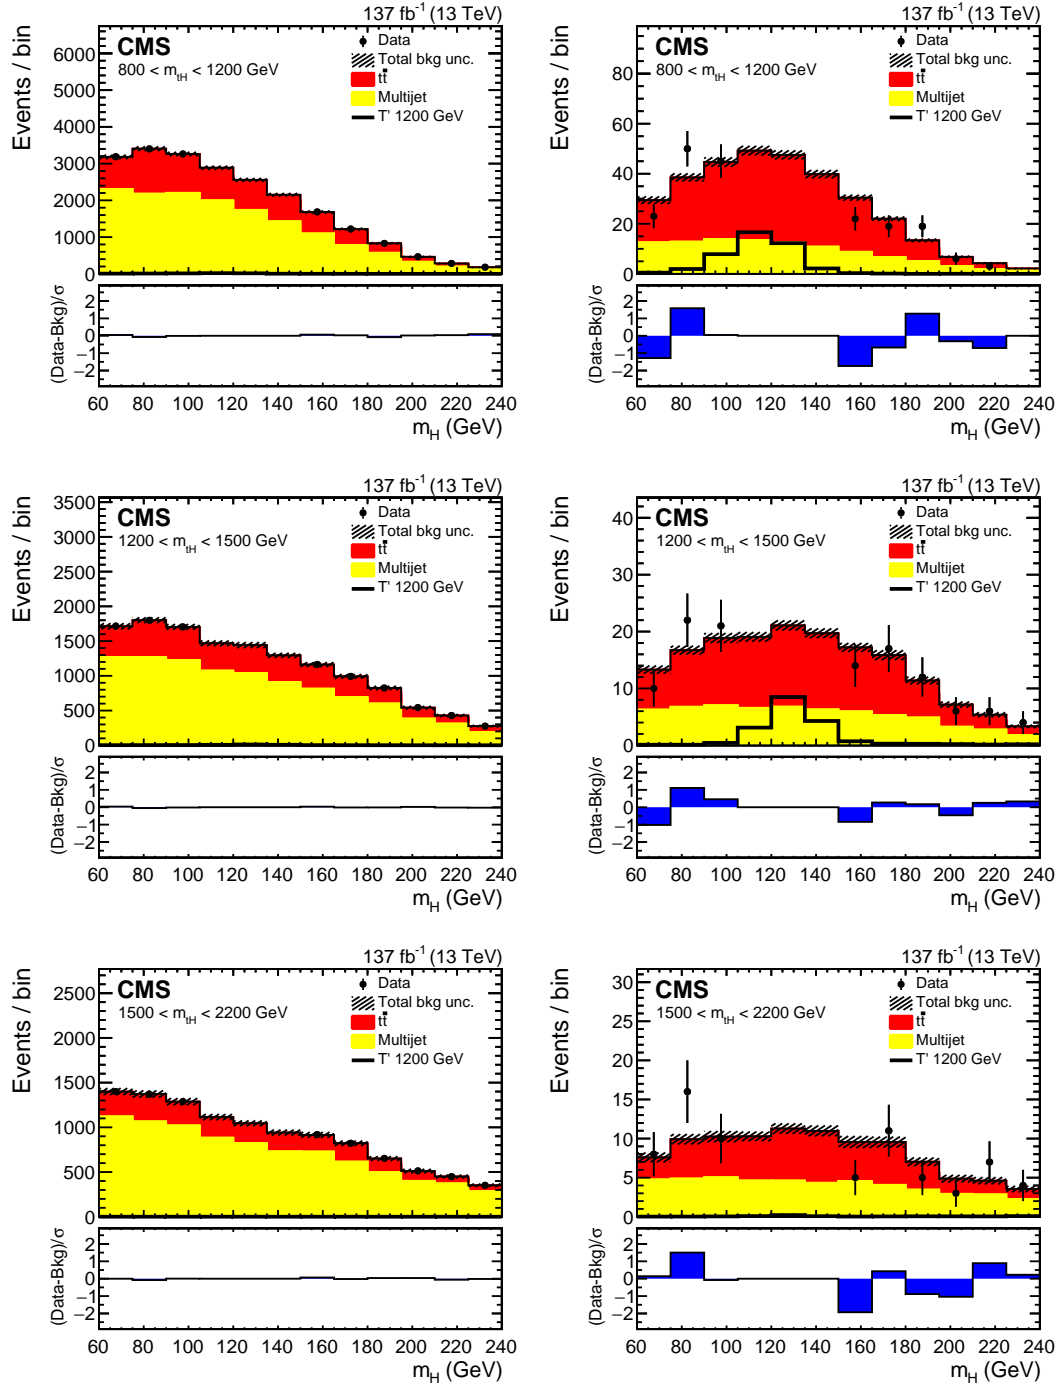 137 fb⁻¹ (13 TeV)
Events / bin
CMS
800 < m_tH < 1200 GeV
Data
Total bkg unc.
tt̄
Multijet
T' 1200 GeV
6000
5000
4000
3000
2000
1000
0
(Data-Bkg)/σ
2
1
0
−1
−2
60 80 100 120 140 160 180 200 220 240
m_H (GeV)
137 fb⁻¹ (13 TeV)
Events / bin
CMS
800 < m_tH < 1200 GeV
Data
Total bkg unc.
tt̄
Multijet
T' 1200 GeV
80
60
40
20
0
(Data-Bkg)/σ
2
1
0
−1
−2
60 80 100 120 140 160 180 200 220 240
m_H (GeV)
137 fb⁻¹ (13 TeV)
Events / bin
CMS
1200 < m_tH < 1500 GeV
Data
Total bkg unc.
tt̄
Multijet
T' 1200 GeV
3500
3000
2500
2000
1500
1000
500
0
(Data-Bkg)/σ
2
1
0
−1
−2
60 80 100 120 140 160 180 200 220 240
m_H (GeV)
137 fb⁻¹ (13 TeV)
Events / bin
CMS
1200 < m_tH < 1500 GeV
Data
Total bkg unc.
tt̄
Multijet
T' 1200 GeV
40
30
20
10
0
(Data-Bkg)/σ
2
1
0
−1
−2
60 80 100 120 140 160 180 200 220 240
m_H (GeV)
137 fb⁻¹ (13 TeV)
Events / bin
CMS
1500 < m_tH < 2200 GeV
Data
Total bkg unc.
tt̄
Multijet
T' 1200 GeV
2500
2000
1500
1000
500
0
(Data-Bkg)/σ
2
1
0
−1
−2
60 80 100 120 140 160 180 200 220 240
m_H (GeV)
137 fb⁻¹ (13 TeV)
Events / bin
CMS
1500 < m_tH < 2200 GeV
Data
Total bkg unc.
tt̄
Multijet
T' 1200 GeV
30
25
20
15
10
5
0
(Data-Bkg)/σ
2
1
0
−1
−2
60 80 100 120 140 160 180 200 220 240
m_H (GeV)